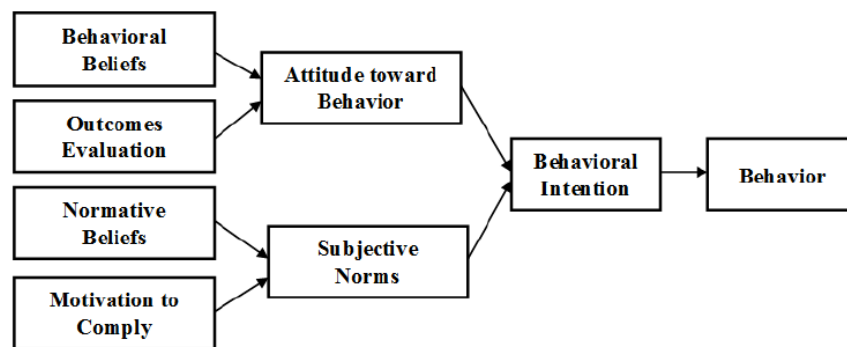 Behavioral
Beliefs
Outcomes
Evaluation
Normative
Beliefs
Motivation to
Comply
Attitude toward
Behavior
Subjective
Norms
Behavioral
Intention
Behavior